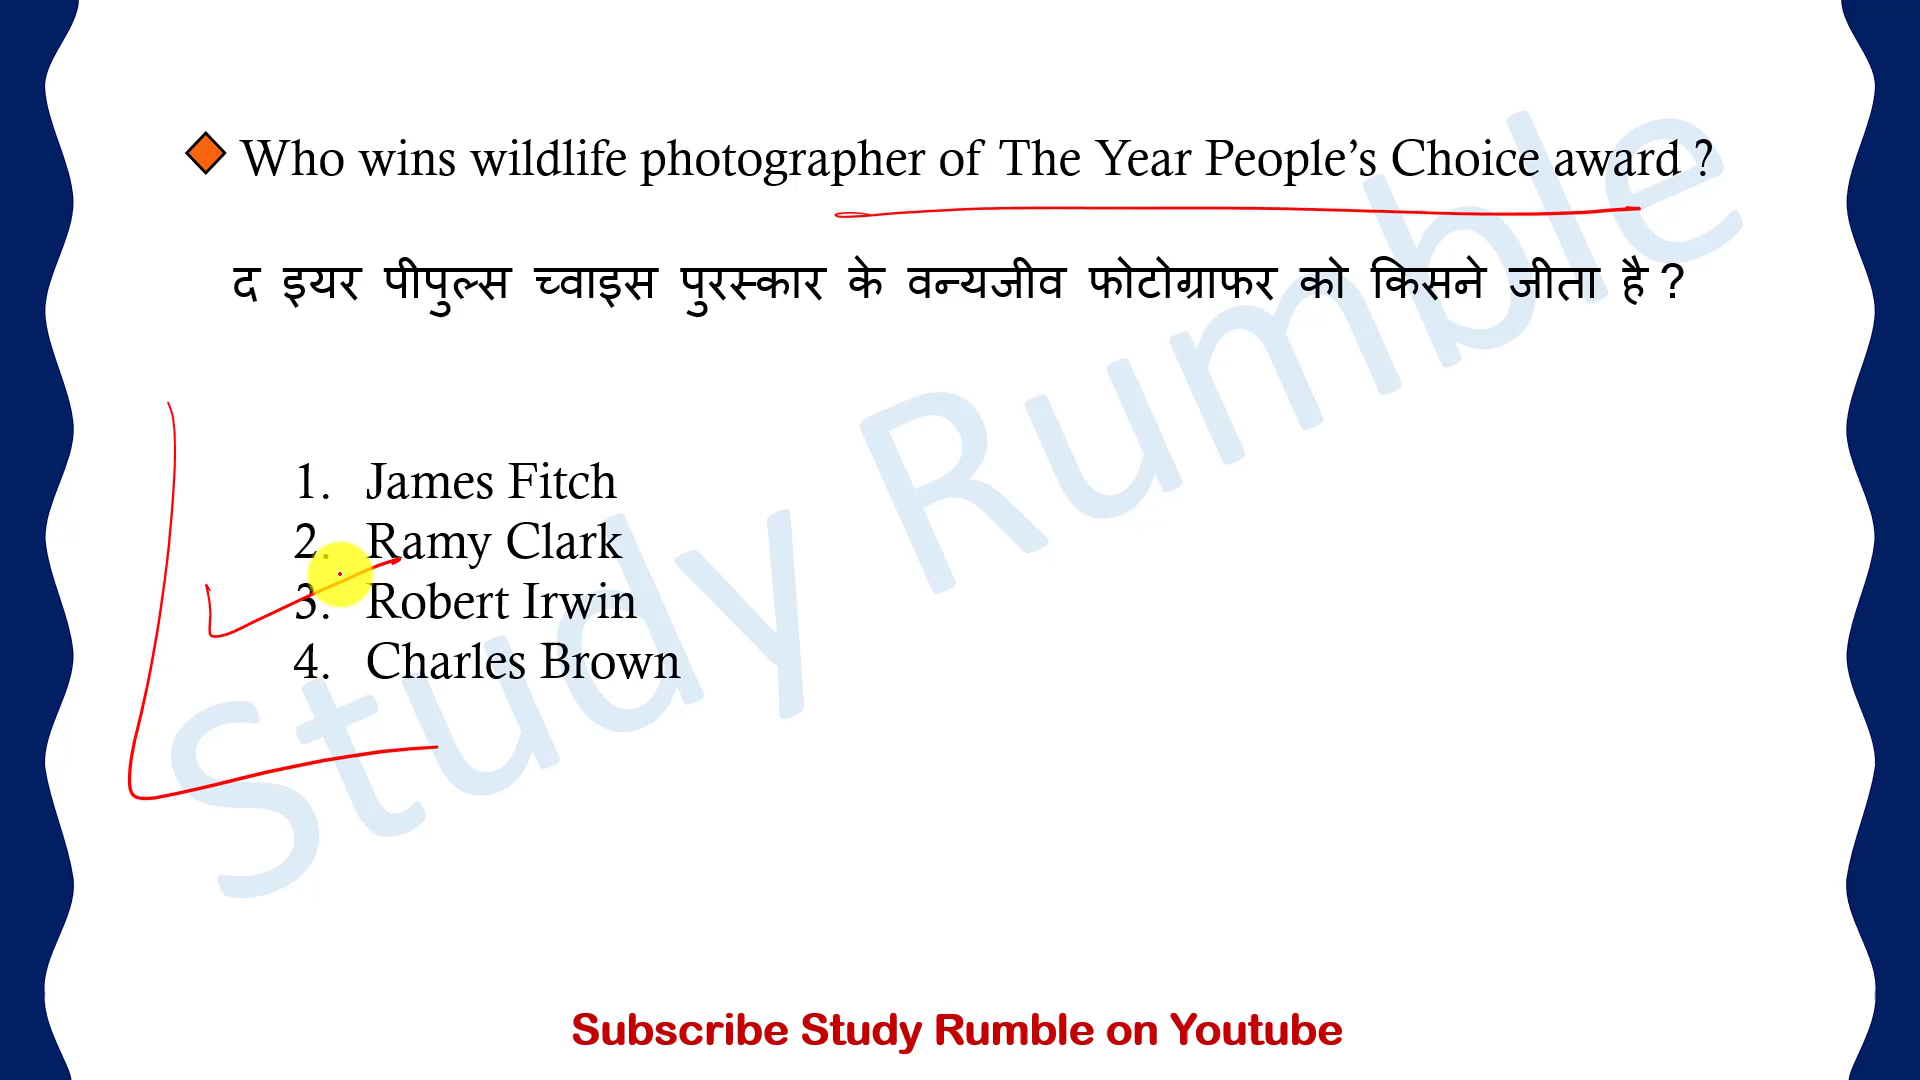 Who wins wildlife photographer of The Year People's Choice award ?
द इयर पीपुल्स च्वाइस पुरस्कार के वन्यजीव फोटोग्राफर को किसने जीता है ?
1. James Fitch
2. Ramy Clark
3. Robert Irwin
4. Charles Brown
Study Rumble
Subscribe Study Rumble on Youtube